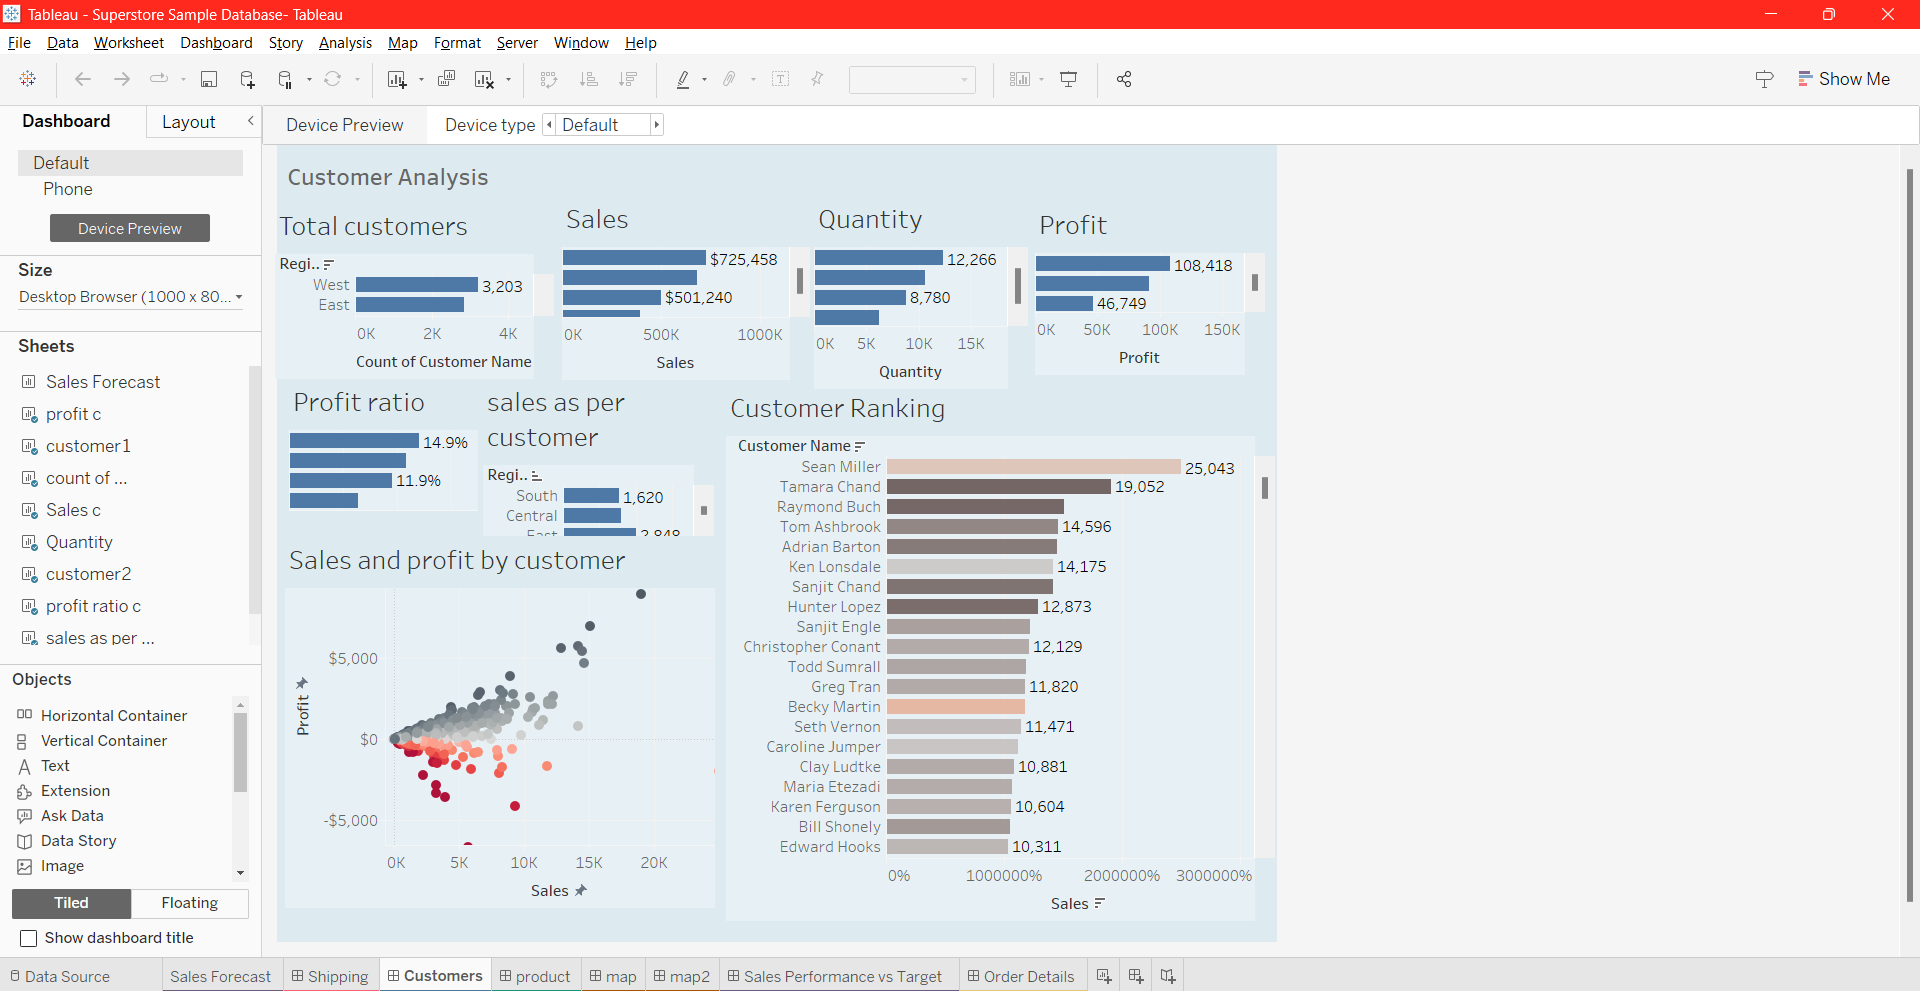 Tableau - Superstore Sample Database- Tableau
File Data Worksheet Dashboard Story Analysis Map Format Server Window Help
Show Me
Dashboard Layout
Device Preview Device type Default
Default
Phone
Device Preview
Size
Desktop Browser (1000 x 80...
Sheets
Sales Forecast
profit c
customer1
count of ...
Sales c
Quantity
customer2
profit ratio c
sales as per ...
Objects
Horizontal Container
Vertical Container
Text
Extension
Ask Data
Data Story
Image
Tiled Floating
Show dashboard title
Customer Analysis
Total customers
Regi..
West 3,203
East
0K 2K 4K
Count of Customer Name
Sales
$725,458
$501,240
0K 500K 1000K
Sales
Quantity
12,266
8,780
0K 5K 10K 15K
Quantity
Profit
108,418
46,749
0K 50K 100K 150K
Profit
Profit ratio
14.9%
11.9%
sales as per
customer
Regi..
South 1,620
Central
East 2,848
Customer Ranking
Customer Name
Sean Miller 25,043
Tamara Chand 19,052
Raymond Buch
Tom Ashbrook 14,596
Adrian Barton
Ken Lonsdale 14,175
Sanjit Chand
Hunter Lopez 12,873
Sanjit Engle
Christopher Conant 12,129
Todd Sumrall
Greg Tran 11,820
Becky Martin
Seth Vernon 11,471
Caroline Jumper
Clay Ludtke 10,881
Maria Etezadi
Karen Ferguson 10,604
Bill Shonely
Edward Hooks 10,311
0% 1000000% 2000000% 3000000%
Sales
Sales and profit by customer
Profit
$5,000
$0
-$5,000
0K 5K 10K 15K 20K
Sales
Data Source Sales Forecast Shipping Customers product map map2 Sales Performance vs Target Order Details